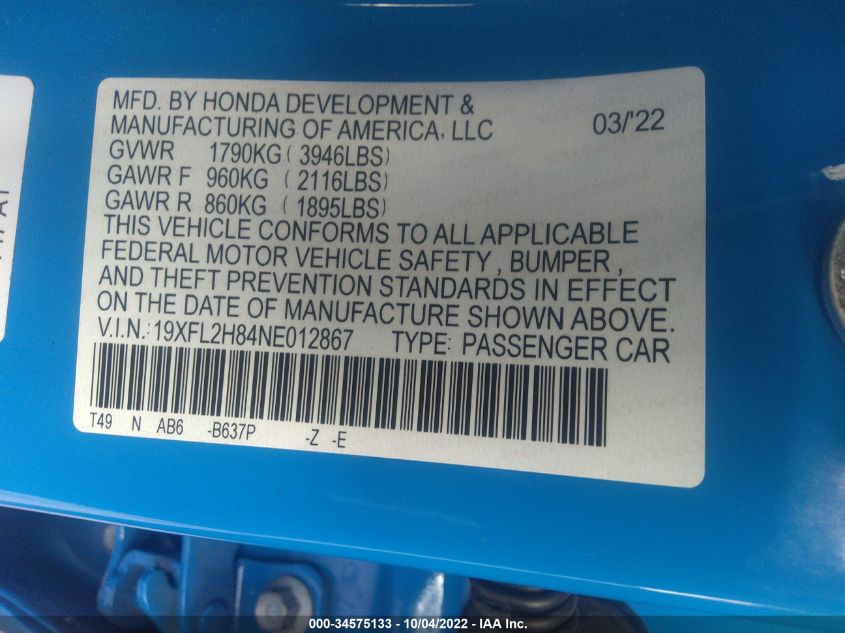 MFD. BY HONDA DEVELOPMENT &
MANUFACTURING OF AMERICA, LLC 03/'22
GVWR 1790KG ( 3946LBS)
GAWR F 960KG ( 2116LBS)
GAWR R 860KG ( 1895LBS)
THIS VEHICLE CONFORMS TO ALL APPLICABLE
FEDERAL MOTOR VEHICLE SAFETY , BUMPER ,
AND THEFT PREVENTION STANDARDS IN EFFECT
ON THE DATE OF MANUFACTURE SHOWN ABOVE.
V.I.N.: 19XFL2H84NE012867 TYPE: PASSENGER CAR
T49 N AB6 -B637P -Z -E
000-34575133 - 10/04/2022 - IAA Inc.